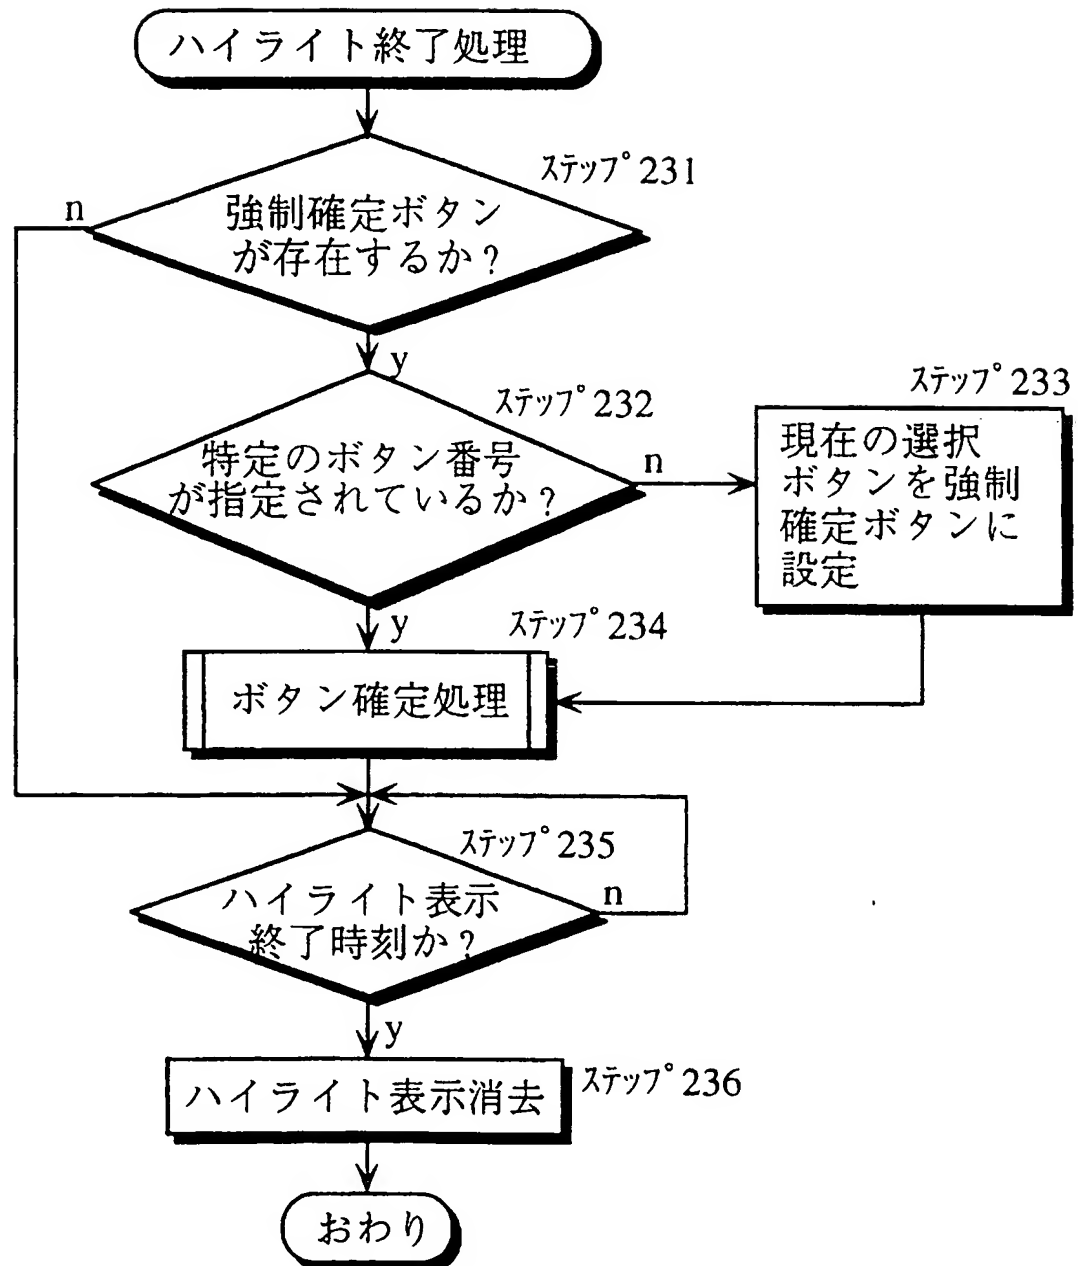 ハイライト終了処理
ステップ231
n
強制確定ボタン
が存在するか?
y
ステップ232
ステップ233
特定のボタン番号
が指定されているか?
n
現在の選択
ボタンを強制
確定ボタンに
設定
y
ステップ234
ボタン確定処理
ステップ235
ハイライト表示
終了時刻か?
n
y
ハイライト表示消去
ステップ236
おわり